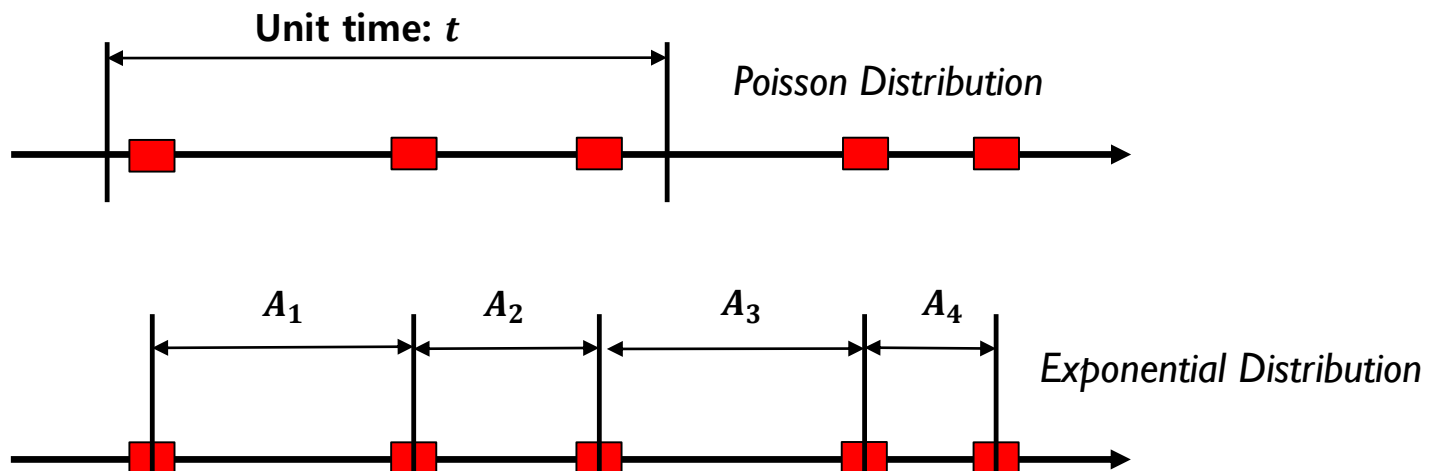 Unit time: t
Poisson Distribution
A₁ A₂ A₃ A₄
Exponential Distribution